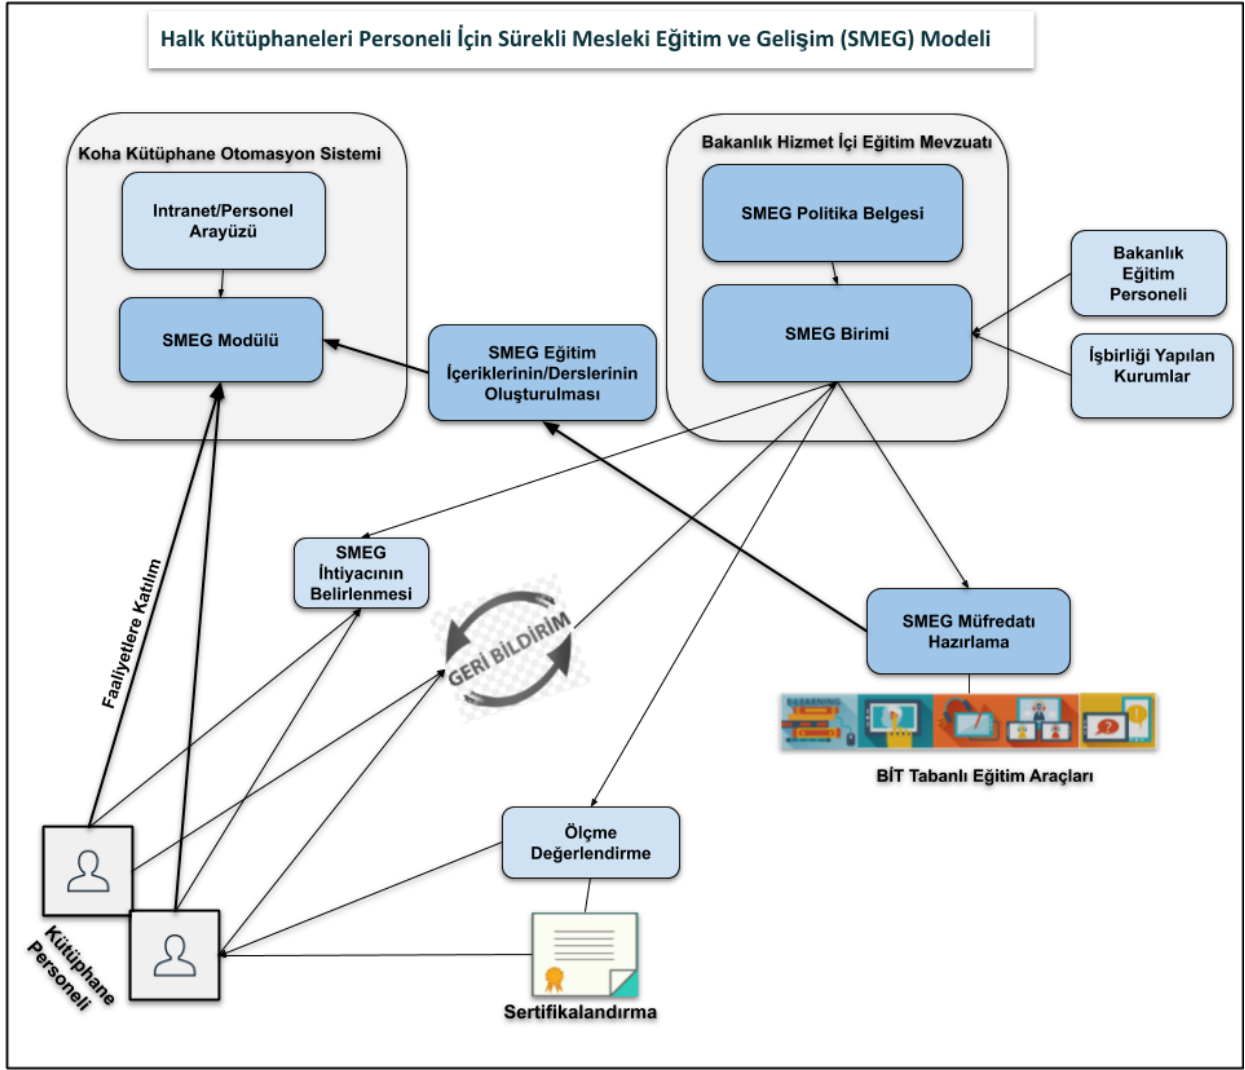 Halk Kütüphaneleri Personeli İçin Sürekli Mesleki Eğitim ve Gelişim (SMEG) Modeli
Koha Kütüphane Otomasyon Sistemi
Intranet/Personel
Arayüzü
SMEG Modülü
Bakanlık Hizmet İçi Eğitim Mevzuatı
SMEG Politika Belgesi
SMEG Birimi
Bakanlık
Eğitim
Personeli
İşbirliği Yapılan
Kurumlar
SMEG Eğitim
İçeriklerinin/Derslerinin
Oluşturulması
SMEG
İhtiyacının
Belirlenmesi
GERİ BİLDİRİM
Faaliyetlere Katılım
SMEG Müfredatı
Hazırlama
BİT Tabanlı Eğitim Araçları
Ölçme
Değerlendirme
Sertifikalandırma
Kütüphane
Personeli